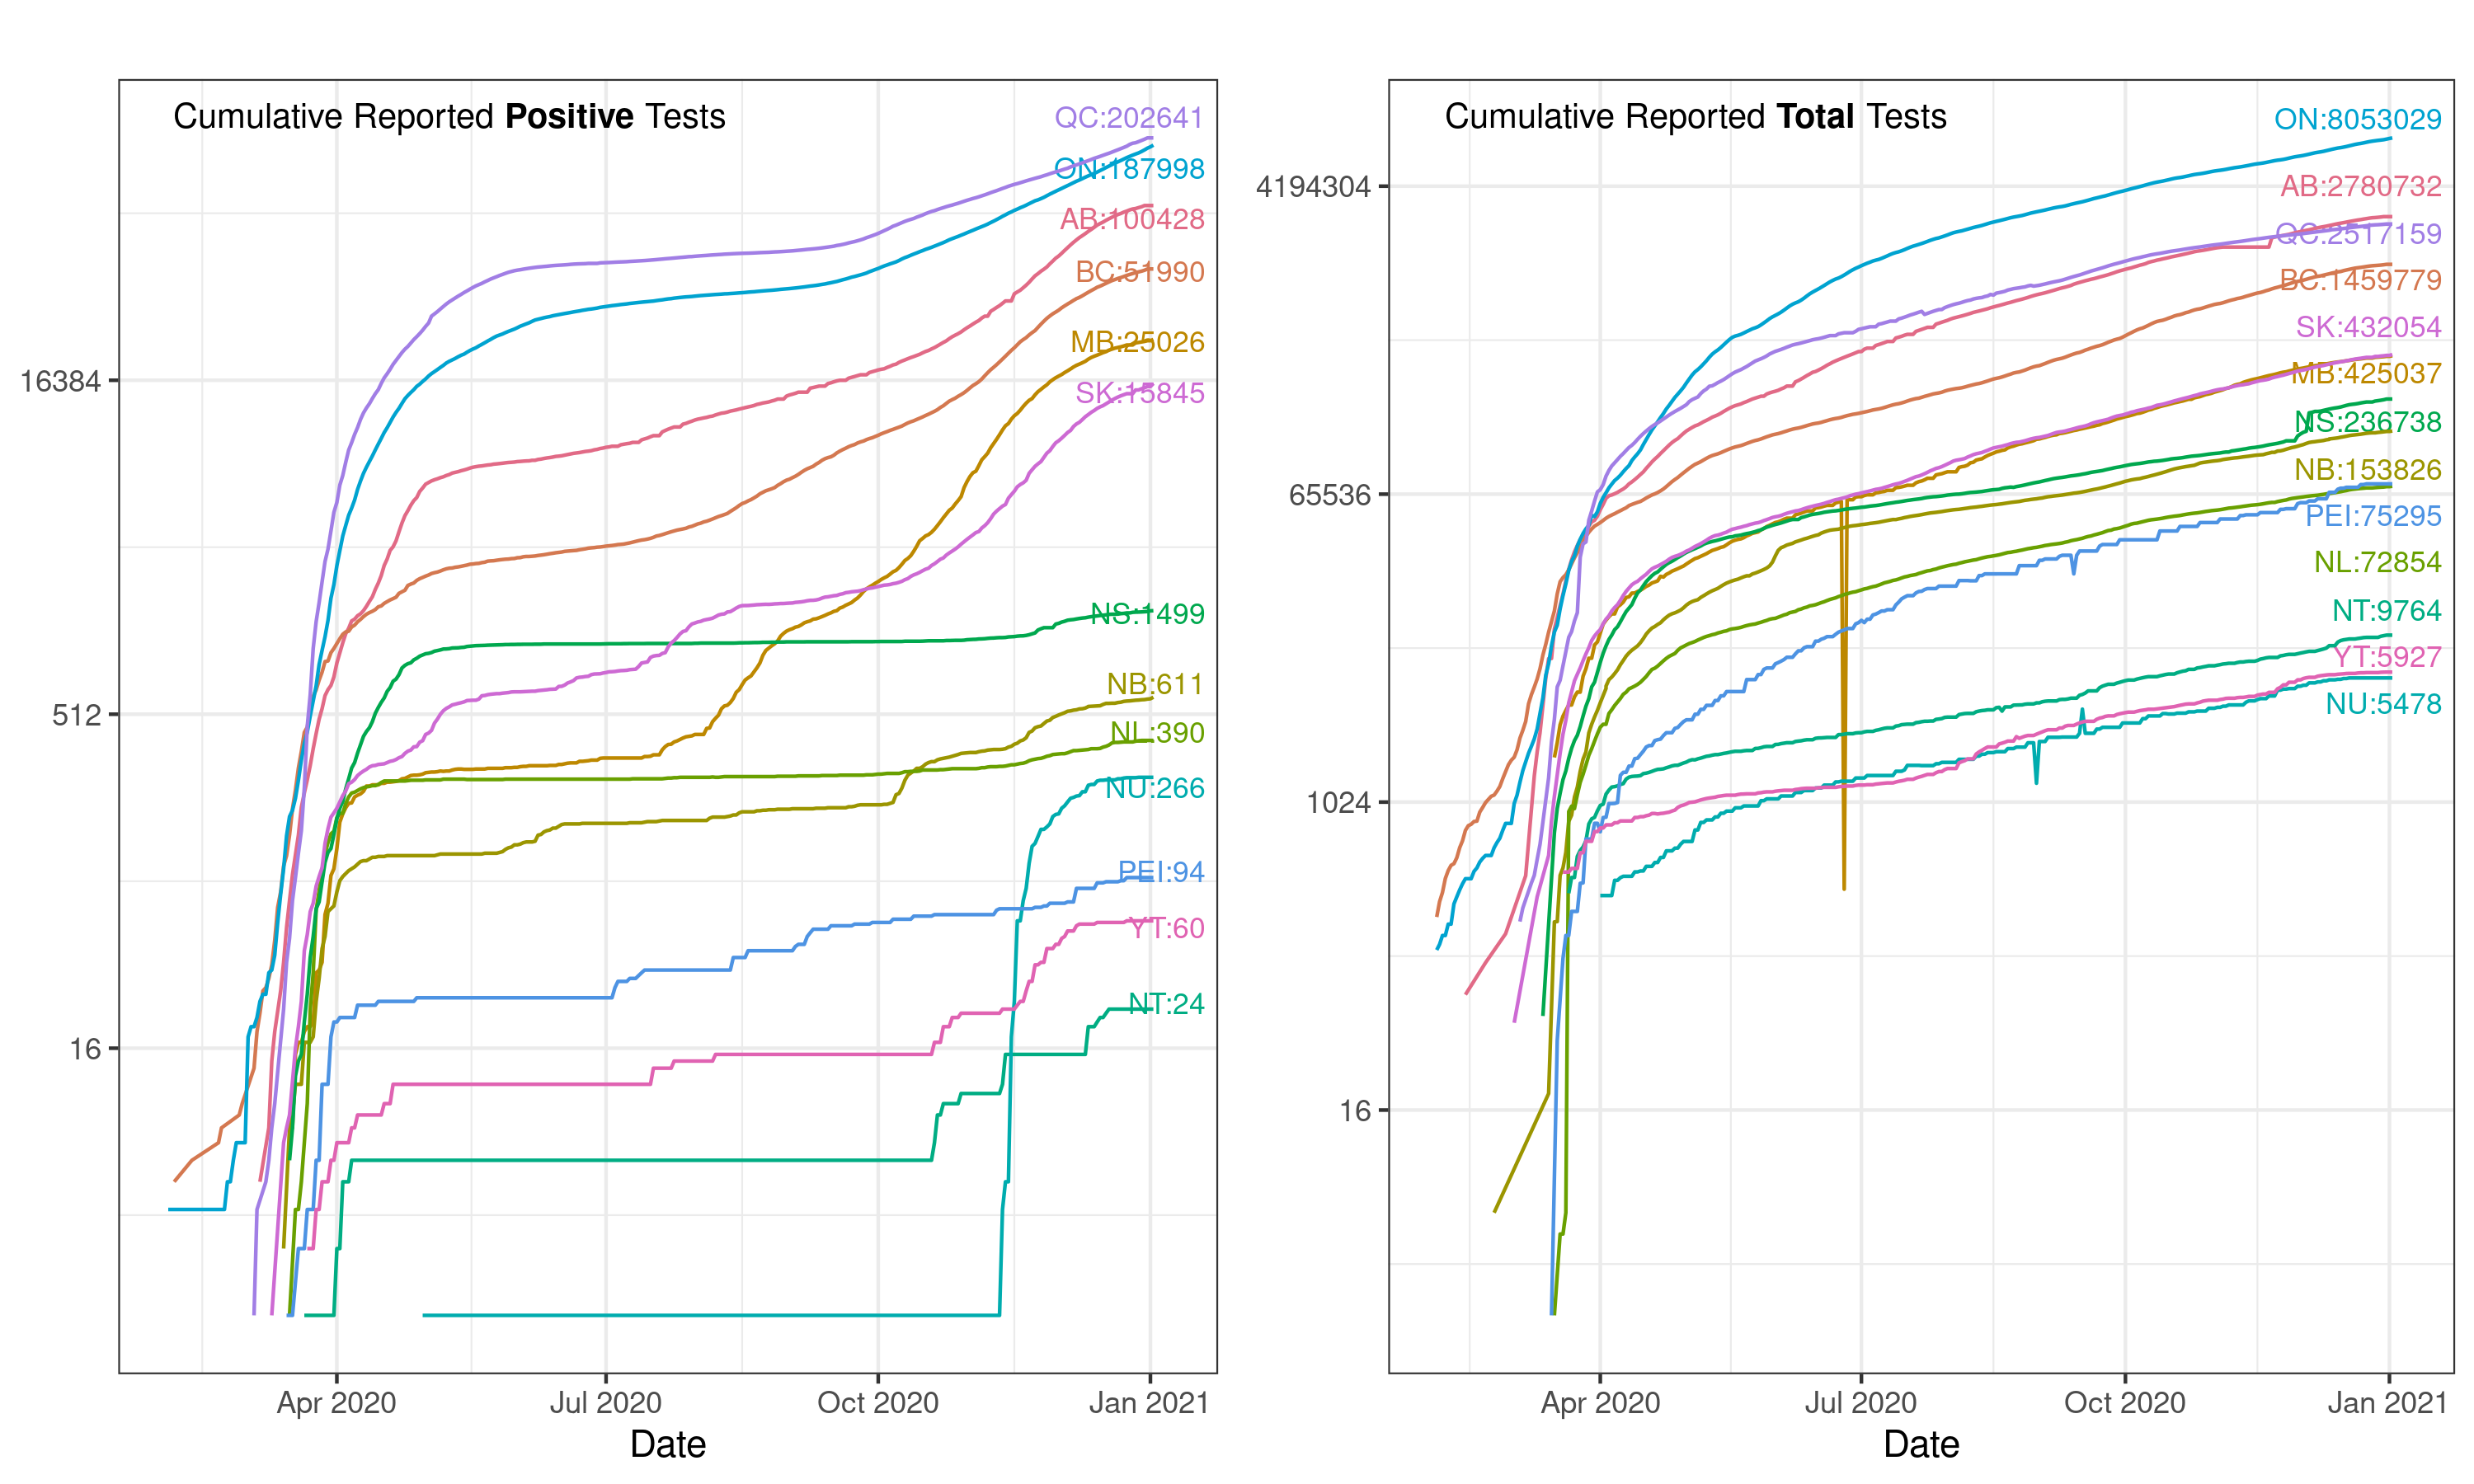 Cumulative Reported Positive Tests
QC:202641
ON:187998
AB:100428
BC:51990
MB:25026
SK:15845
NS:1499
NB:611
NL:390
NU:266
PEI:94
YT:60
NT:24
16384
512
16
Apr 2020
Jul 2020
Oct 2020
Jan 2021
Date
Cumulative Reported Total Tests
ON:8053029
AB:2780732
QC:2517159
BC:1459779
SK:432054
MB:425037
NS:236738
NB:153826
PEI:75295
NL:72854
NT:9764
YT:5927
NU:5478
4194304
65536
1024
16
Apr 2020
Jul 2020
Oct 2020
Jan 2021
Date